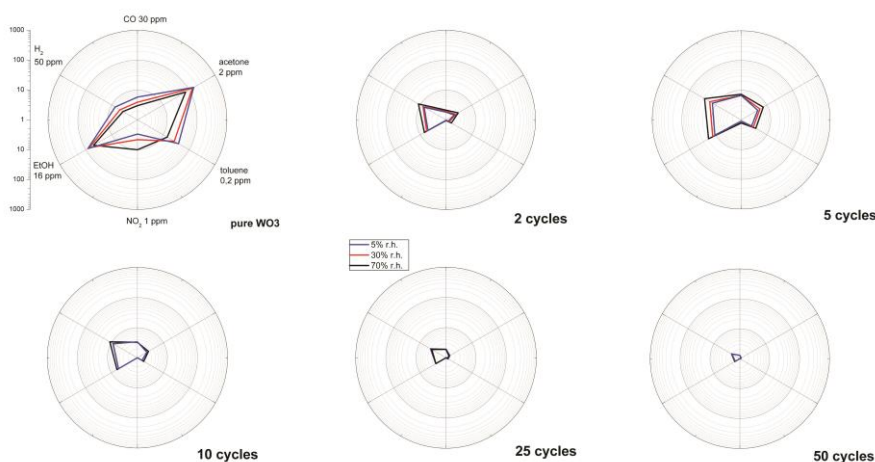 CO 30 ppm
1000
100
10
1
10
100
1000
H₂
50 ppm
acetone
2 ppm
EtOH
16 ppm
toluene
0,2 ppm
NO₂ 1 ppm
pure WO3
2 cycles
5 cycles
5% r.h.
30% r.h.
70% r.h.
10 cycles
25 cycles
50 cycles